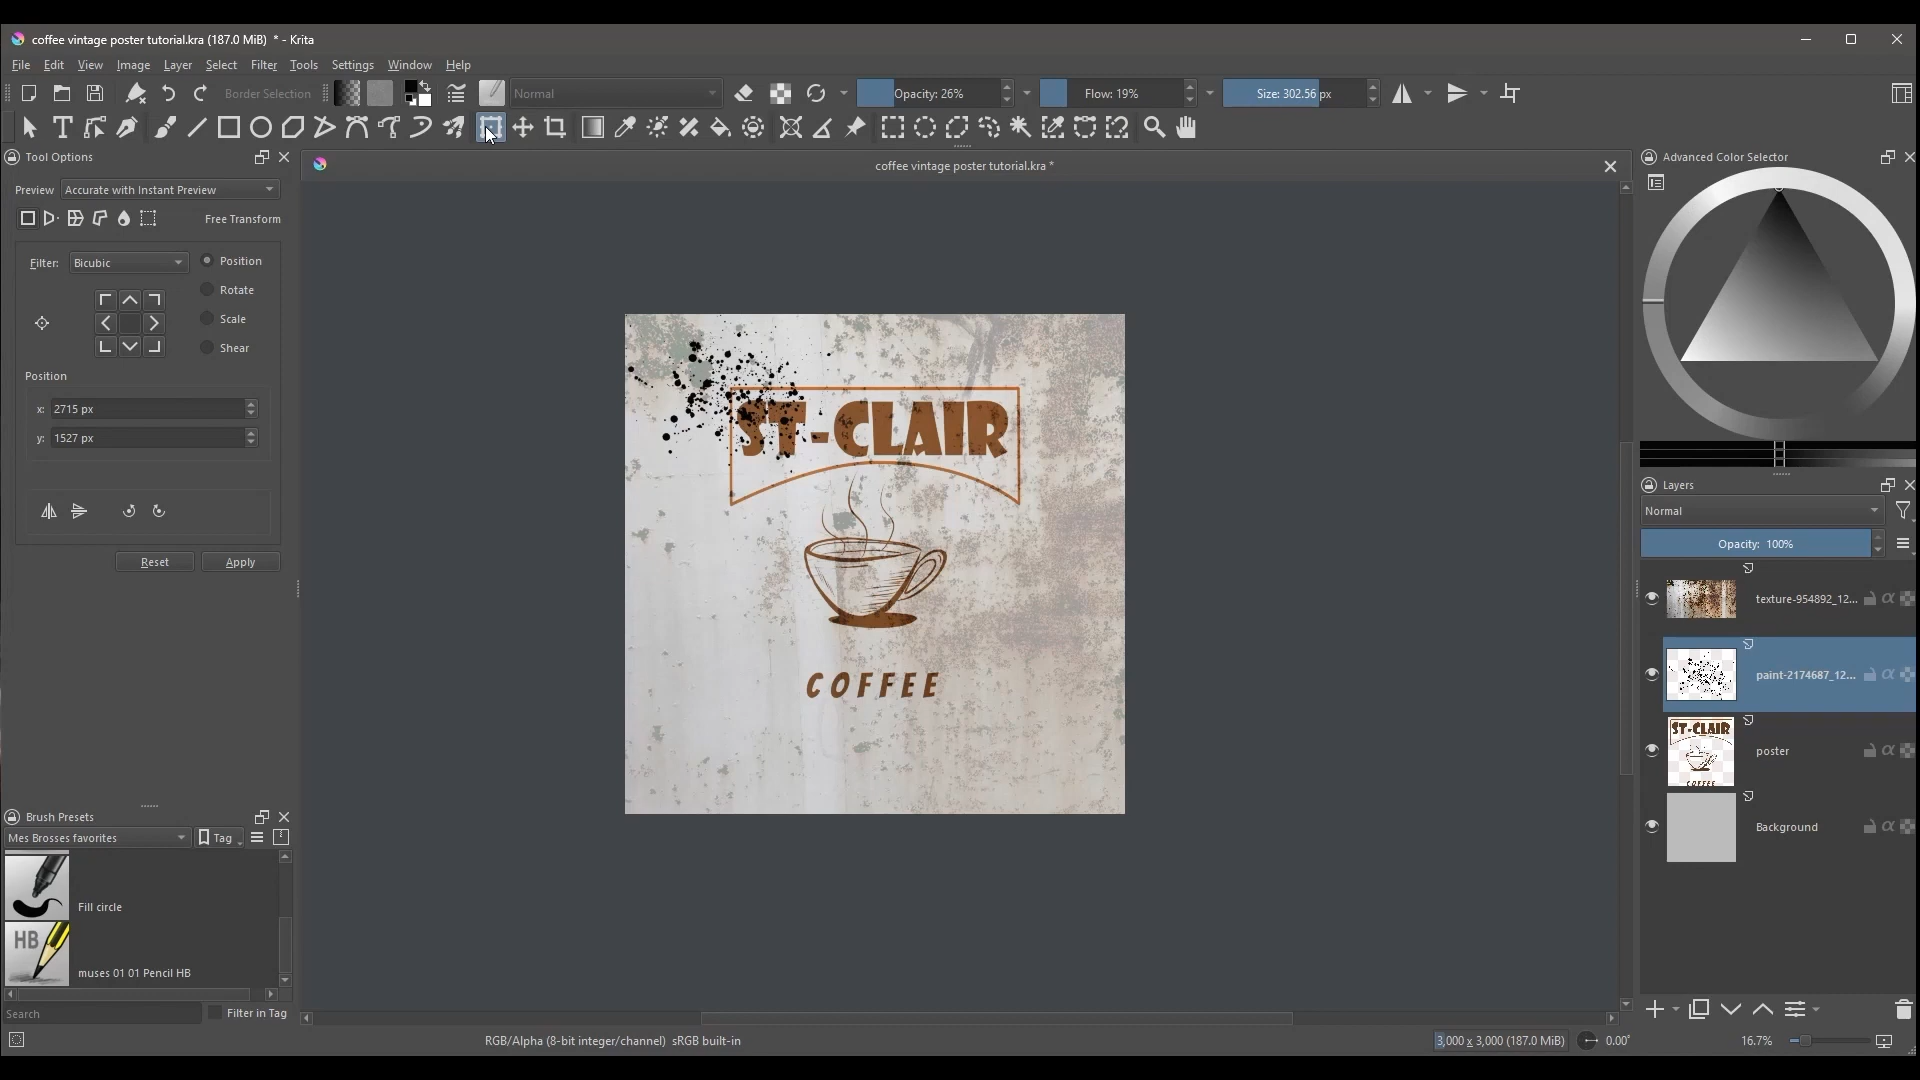 coffee vintage poster tutorial.kra (187.0 MiB) * - Krita
File Edit View Image Layer Select Filter Tools Settings Window Help
Border Selection Normal Opacity: 26% Flow: 19% Size: 302.56 px
Tool Options
coffee vintage poster tutorial.kra *
Advanced Color Selector
Preview Accurate with Instant Preview
Free Transform
Filter: Bicubic Position
Rotate
Scale
Shear
Position
x: 2715 px
y: 1527 px
Reset Apply
ST-CLAIR
COFFEE
Layers
Normal
Opacity: 100%
texture-954892_12...
paint-2174687_12...
ST-CLAIR
COFFEE
poster
Background
Brush Presets
Mes Brosses favorites Tag
Fill circle
HB
muses 01 01 Pencil HB
Search Filter in Tag
RGB/Alpha (8-bit integer/channel) sRGB built-in 3,000 x 3,000 (187.0 MiB) 0.00° 16.7%